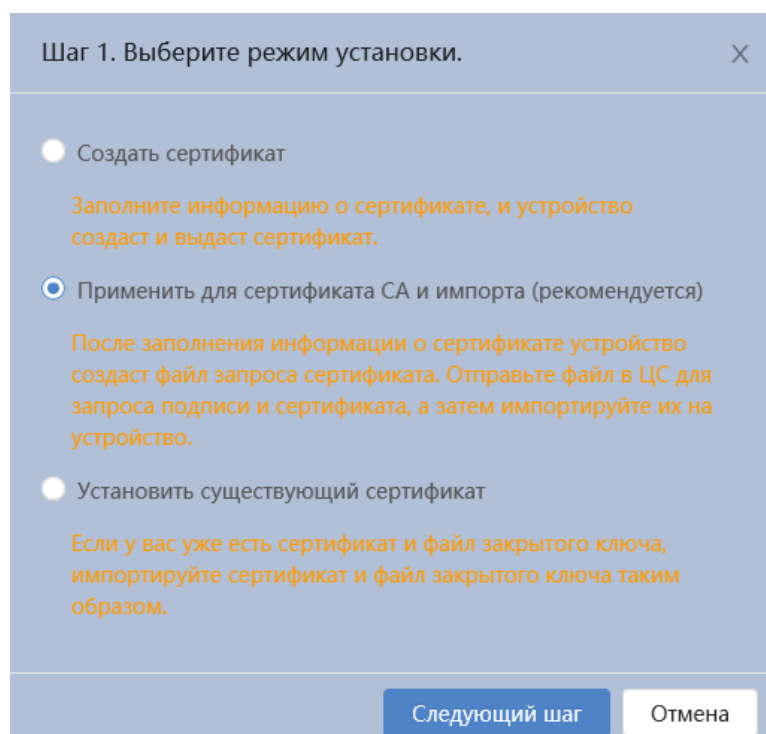 Шаг 1. Выберите режим установки.
Создать сертификат
Заполните информацию о сертификате, и устройство
создаст и выдаст сертификат.
Применить для сертификата CA и импорта (рекомендуется)
После заполнения информации о сертификате устройство
создаст файл запроса сертификата. Отправьте файл в ЦС для
запроса подписи и сертификата, а затем импортируйте их на
устройство.
Установить существующий сертификат
Если у вас уже есть сертификат и файл закрытого ключа,
импортируйте сертификат и файл закрытого ключа таким
образом.
Следующий шаг
Отмена